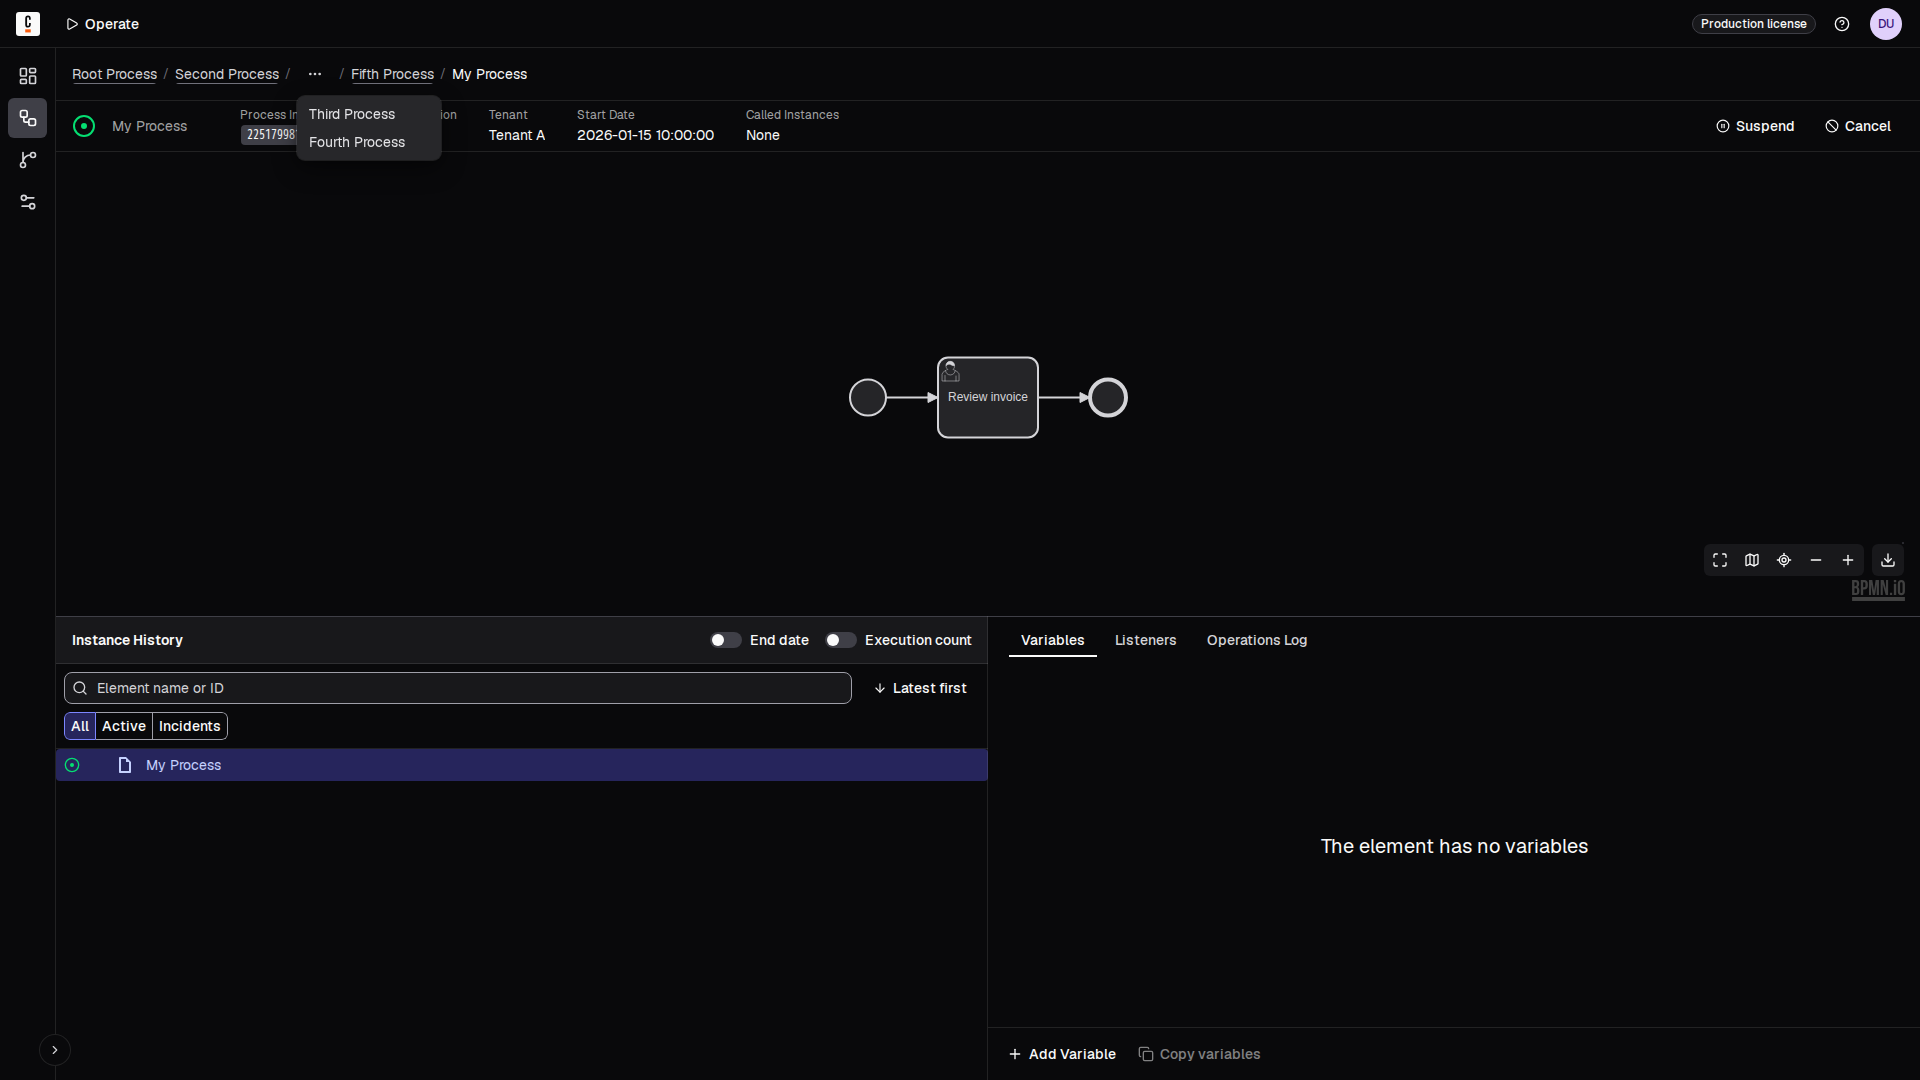 Operate
Production license
DU
Root Process / Second Process / ··· / Fifth Process / My Process
Third Process
Fourth Process
My Process
Process In
Tenant
Tenant A
Start Date
2026-01-15 10:00:00
Called Instances
None
Suspend
Cancel
Review invoice
BPMN.iO
Instance History
End date
Execution count
Element name or ID
Latest first
All
Active
Incidents
My Process
Variables
Listeners
Operations Log
The element has no variables
Add Variable
Copy variables